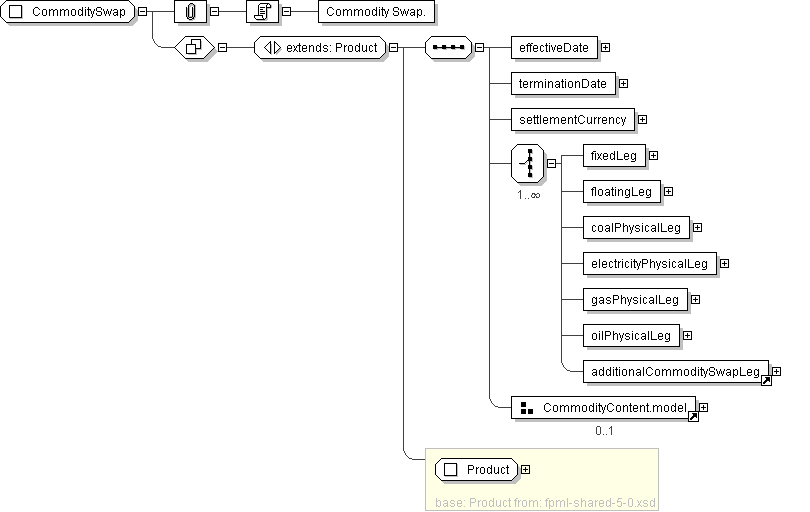 CommoditySwap
Commodity Swap.
extends: Product
effectiveDate
terminationDate
settlementCurrency
fixedLeg
1..∞
floatingLeg
coalPhysicalLeg
electricityPhysicalLeg
gasPhysicalLeg
oilPhysicalLeg
additionalCommoditySwapLeg
CommodityContent.model
0..1
Product
base: Product from: fpml-shared-5-0.xsd